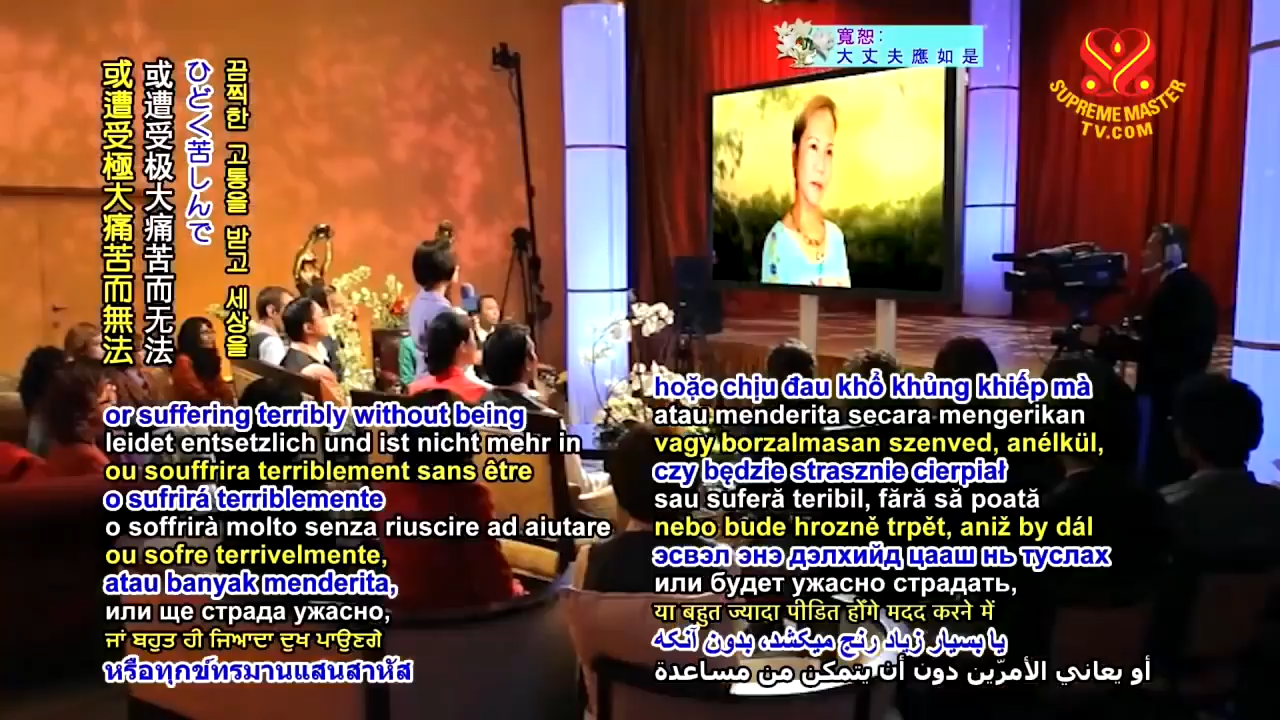 寬恕:
大丈夫應如是
SUPREME MASTER
TV.COM
끔찍한 고통을 받고 세상을
ひどく苦しんで
或遭受极大痛苦而无法
或遭受極大痛苦而無法
or suffering terribly without being
leidet entsetzlich und ist nicht mehr in
ou souffrira terriblement sans être
o sufrirá terriblemente
o soffrirà molto senza riuscire ad aiutare
ou sofre terrivelmente,
atau banyak menderita,
или ще страда ужасно,
ਜਾਂ ਬਹੁਤ ਹੀ ਜਿਆਦਾ ਦੁਖ ਪਾਉਣਗੇ
หรือทุกข์ทรมานแสนสาหัส
hoặc chịu đau khổ khủng khiếp mà
atau menderita secara mengerikan
vagy borzalmasan szenved, anélkül,
czy będzie strasznie cierpiał
sau suferă teribil, fără să poată
nebo bude hrozně trpět, aniž by dál
эсвэл энэ дэлхийд цааш нь туслах
или будет ужасно страдать,
या बहुत ज्यादा पीडित होंगे मदद करने में
یا بسیار زیاد رنج میکشد، بدون آنکه
أو يعاني الأمرّين دون أن يتمكن من مساعدة